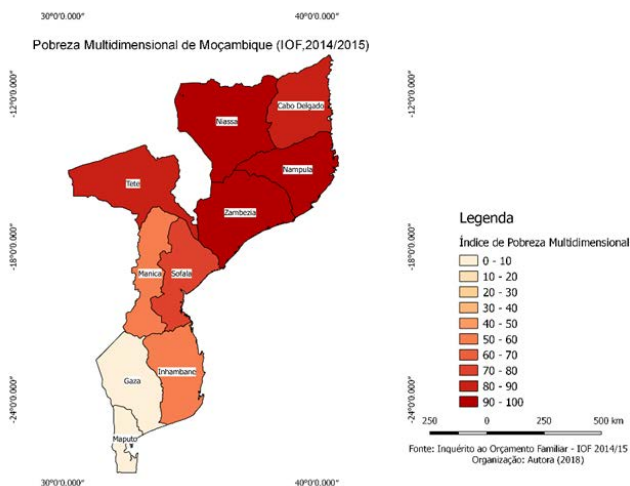 30°0'0.000"
40°0'0.000"
Pobreza Multidimensional de Moçambique (IOF,2014/2015)
-12°0'0.000"
-12°0'0.000"
Cabo Delgado
Niassa
Nampula
Tete
Zambezia
-18°0'0.000"
-18°0'0.000"
Manica
Sofala
Gaza
Inhambane
-24°0'0.000"
-24°0'0.000"
Maputo
30°0'0.000"
40°0'0.000"
Legenda
Índice de Pobreza Multidimensional
0 - 10
10 - 20
20 - 30
30 - 40
40 - 50
50 - 60
60 - 70
70 - 80
80 - 90
90 - 100
250 0 250 500 km
Fonte: Inquérito ao Orçamento Familiar - IOF 2014/15
Organização: Autora (2018)